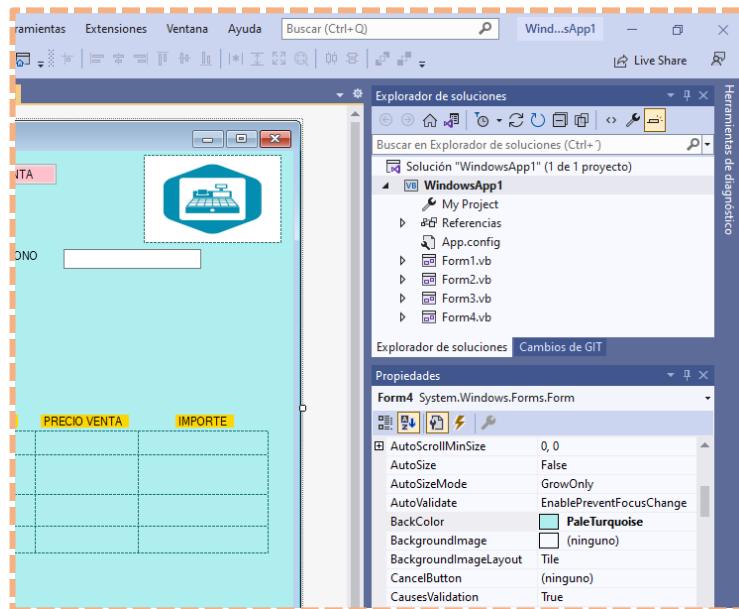 ramientas Extensiones Ventana Ayuda Buscar (Ctrl+Q) Wind...sApp1
Live Share
Explorador de soluciones
Buscar en Explorador de soluciones (Ctrl+´)
Solución "WindowsApp1" (1 de 1 proyecto)
VB WindowsApp1
My Project
Referencias
App.config
Form1.vb
Form2.vb
Form3.vb
Form4.vb
Explorador de soluciones Cambios de GIT
Herramientas de diagnóstico
NTA
ONO
PRECIO VENTA IMPORTE
Propiedades
Form4 System.Windows.Forms.Form
AutoScrollMinSize 0, 0
AutoSize False
AutoSizeMode GrowOnly
AutoValidate EnablePreventFocusChange
BackColor PaleTurquoise
BackgroundImage (ninguno)
BackgroundImageLayout Tile
CancelButton (ninguno)
CausesValidation True